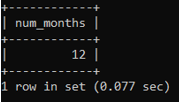 +------------+
| num_months |
+------------+
|         12 |
+------------+
1 row in set (0.077 sec)